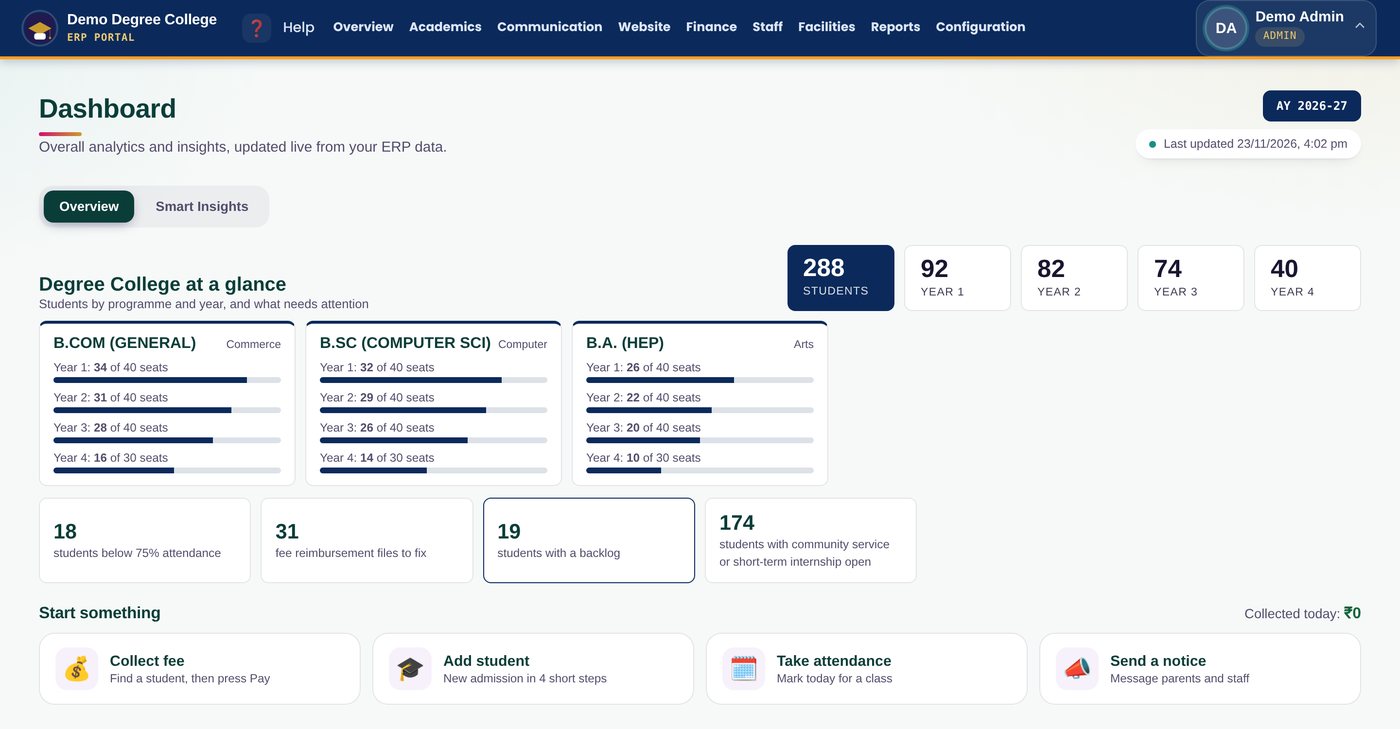 Demo Degree College
ERP PORTAL
❓ Help Overview Academics Communication Website Finance Staff Facilities Reports Configuration
DA
Demo Admin
ADMIN
Dashboard
Overall analytics and insights, updated live from your ERP data.
AY 2026-27
Last updated 23/11/2026, 4:02 pm
Overview Smart Insights
Degree College at a glance
Students by programme and year, and what needs attention
288
STUDENTS
92
YEAR 1
82
YEAR 2
74
YEAR 3
40
YEAR 4
B.COM (GENERAL) Commerce
Year 1: 34 of 40 seats
Year 2: 31 of 40 seats
Year 3: 28 of 40 seats
Year 4: 16 of 30 seats
B.SC (COMPUTER SCI) Computer
Year 1: 32 of 40 seats
Year 2: 29 of 40 seats
Year 3: 26 of 40 seats
Year 4: 14 of 30 seats
B.A. (HEP) Arts
Year 1: 26 of 40 seats
Year 2: 22 of 40 seats
Year 3: 20 of 40 seats
Year 4: 10 of 30 seats
18
students below 75% attendance
31
fee reimbursement files to fix
19
students with a backlog
174
students with community service
or short-term internship open
Start something
Collected today: ₹0
Collect fee
Find a student, then press Pay
Add student
New admission in 4 short steps
Take attendance
Mark today for a class
Send a notice
Message parents and staff